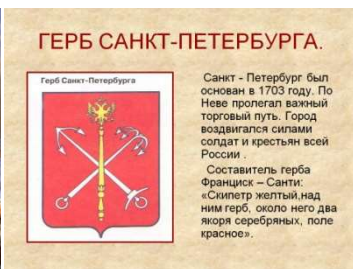 ГЕРБ САНКТ-ПЕТЕРБУРГА.
Герб Санкт-Петербурга
Санкт - Петербург был
основан в 1703 году. По
Неве пролегал важный
торговый путь. Город
воздвигался силами
солдат и крестьян всей
России .
Составитель герба
Франциск – Санти:
«Скипетр желтый,над
ним герб, около него два
якоря серебряных, поле
красное».